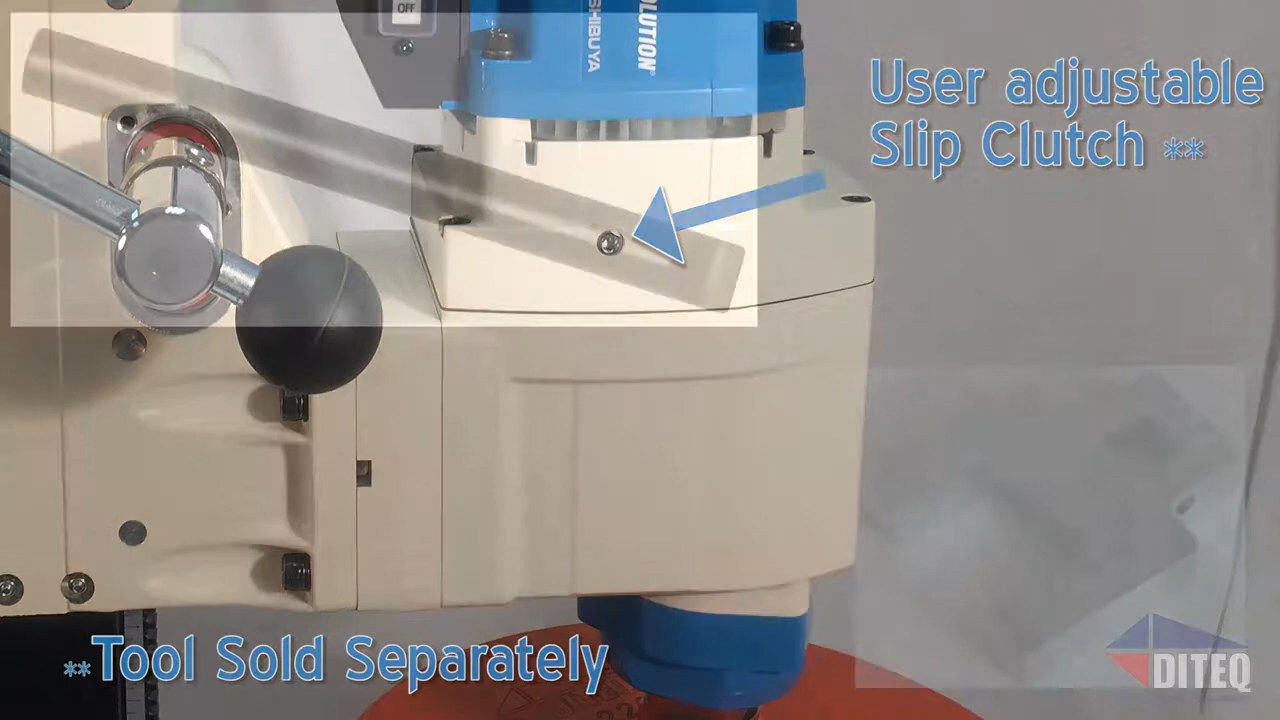 OFF
SHIBUYA
OLUTION
User adjustable
Slip Clutch **
**Tool Sold Separately
DITEQ